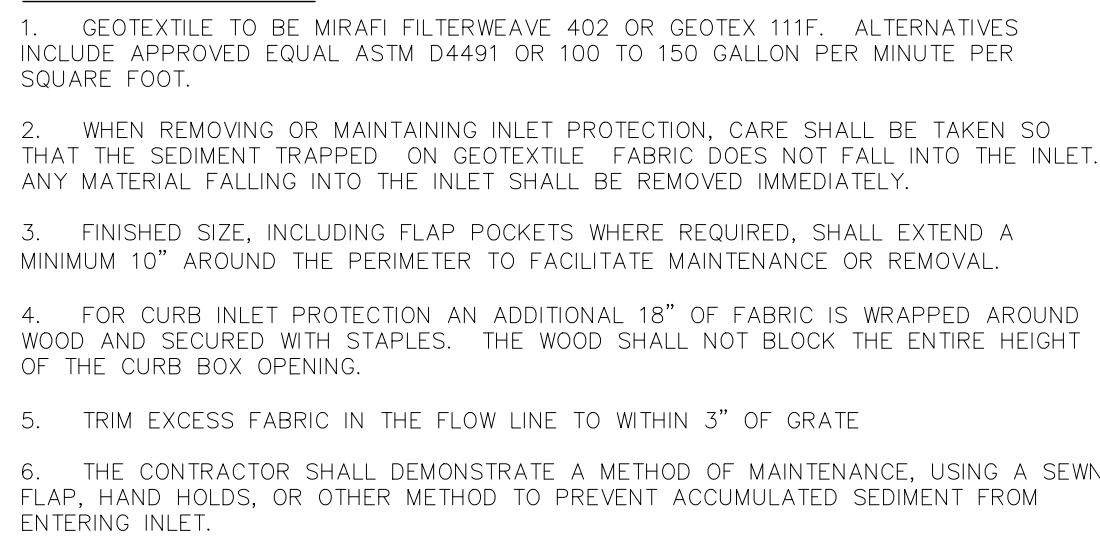 1. GEOTEXTILE TO BE MIRAFI FILTERWEAVE 402 OR GEOTEX 111F. ALTERNATIVES
INCLUDE APPROVED EQUAL ASTM D4491 OR 100 TO 150 GALLON PER MINUTE PER
SQUARE FOOT.
2. WHEN REMOVING OR MAINTAINING INLET PROTECTION, CARE SHALL BE TAKEN SO
THAT THE SEDIMENT TRAPPED ON GEOTEXTILE FABRIC DOES NOT FALL INTO THE INLET.
ANY MATERIAL FALLING INTO THE INLET SHALL BE REMOVED IMMEDIATELY.
3. FINISHED SIZE, INCLUDING FLAP POCKETS WHERE REQUIRED, SHALL EXTEND A
MINIMUM 10” AROUND THE PERIMETER TO FACILITATE MAINTENANCE OR REMOVAL.
4. FOR CURB INLET PROTECTION AN ADDITIONAL 18” OF FABRIC IS WRAPPED AROUND
WOOD AND SECURED WITH STAPLES. THE WOOD SHALL NOT BLOCK THE ENTIRE HEIGHT
OF THE CURB BOX OPENING.
5. TRIM EXCESS FABRIC IN THE FLOW LINE TO WITHIN 3” OF GRATE
6. THE CONTRACTOR SHALL DEMONSTRATE A METHOD OF MAINTENANCE, USING A SEWN
FLAP, HAND HOLDS, OR OTHER METHOD TO PREVENT ACCUMULATED SEDIMENT FROM
ENTERING INLET.